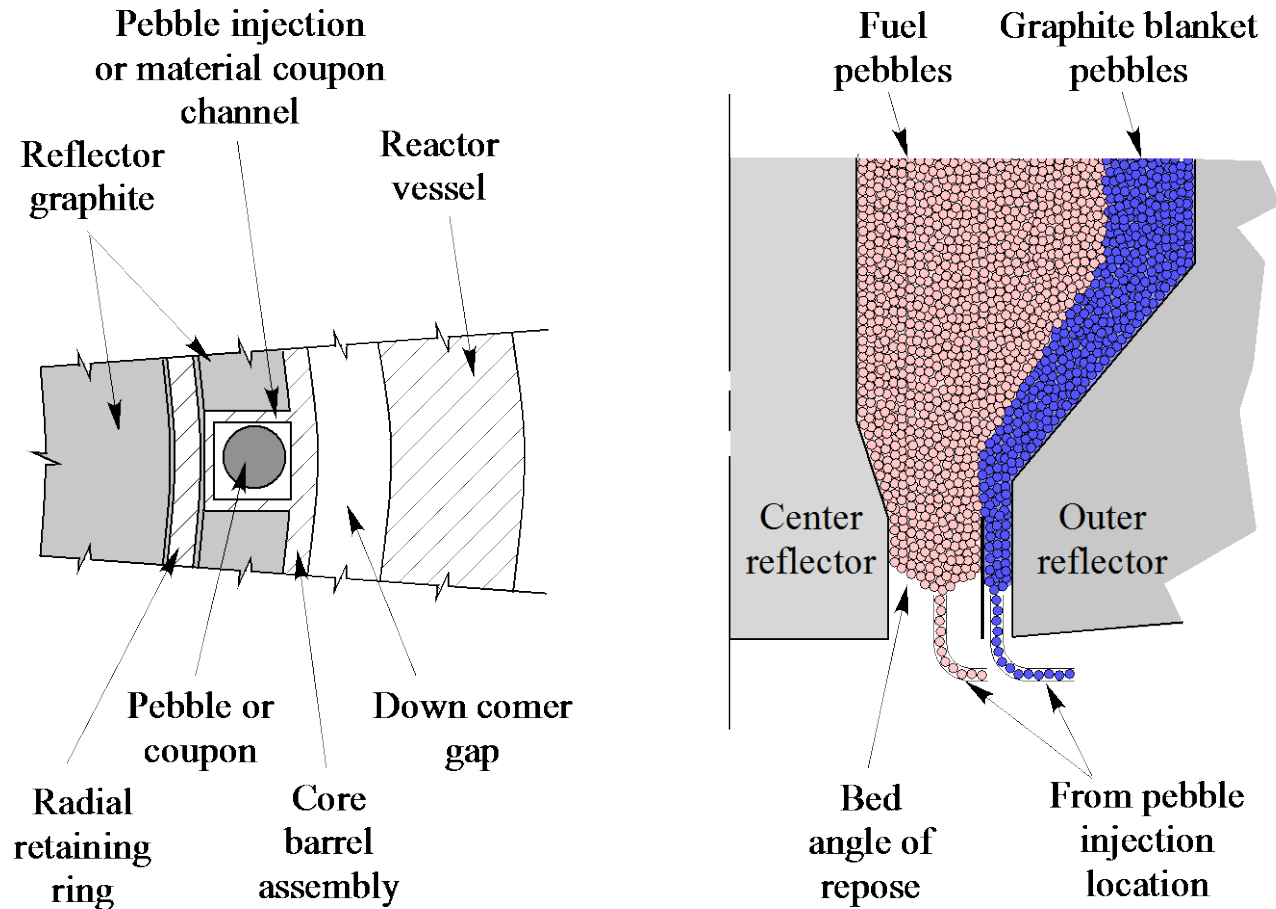 Pebble injection
or material coupon
channel
Reflector
graphite
Reactor
vessel
Pebble or
coupon
Down comer
gap
Radial
retaining
ring
Core
barrel
assembly
Fuel
pebbles
Graphite blanket
pebbles
Center
reflector
Outer
reflector
Bed
angle of
repose
From pebble
injection
location